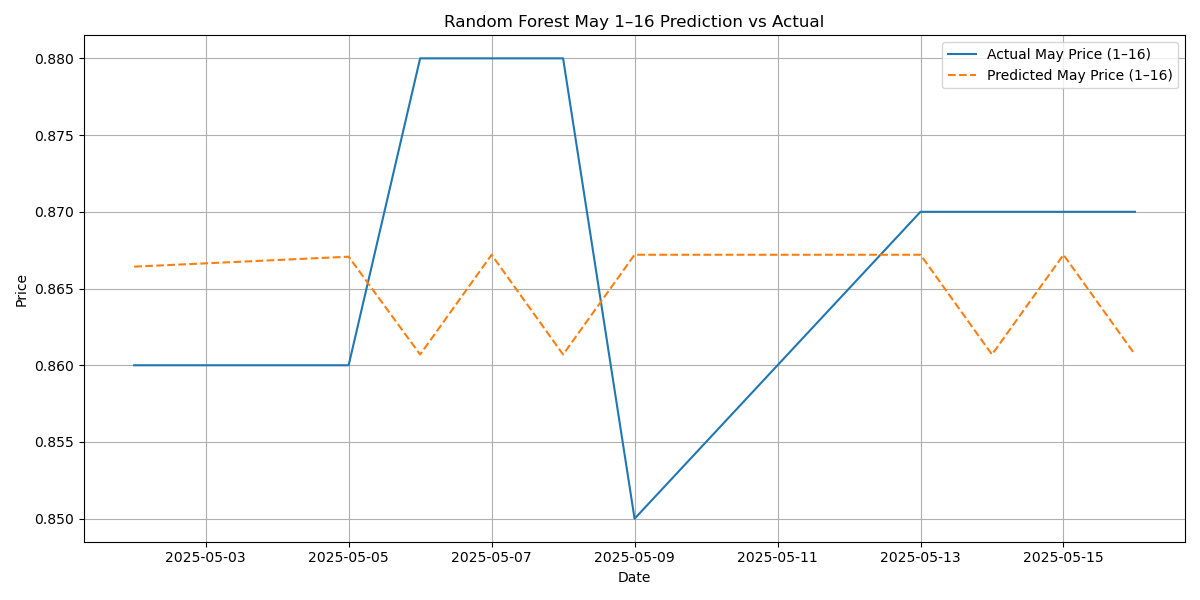 Random Forest May 1–16 Prediction vs Actual
Actual May Price (1–16)
Predicted May Price (1–16)
Price
0.880
0.875
0.870
0.865
0.860
0.855
0.850
2025-05-03
2025-05-05
2025-05-07
2025-05-09
2025-05-11
2025-05-13
2025-05-15
Date